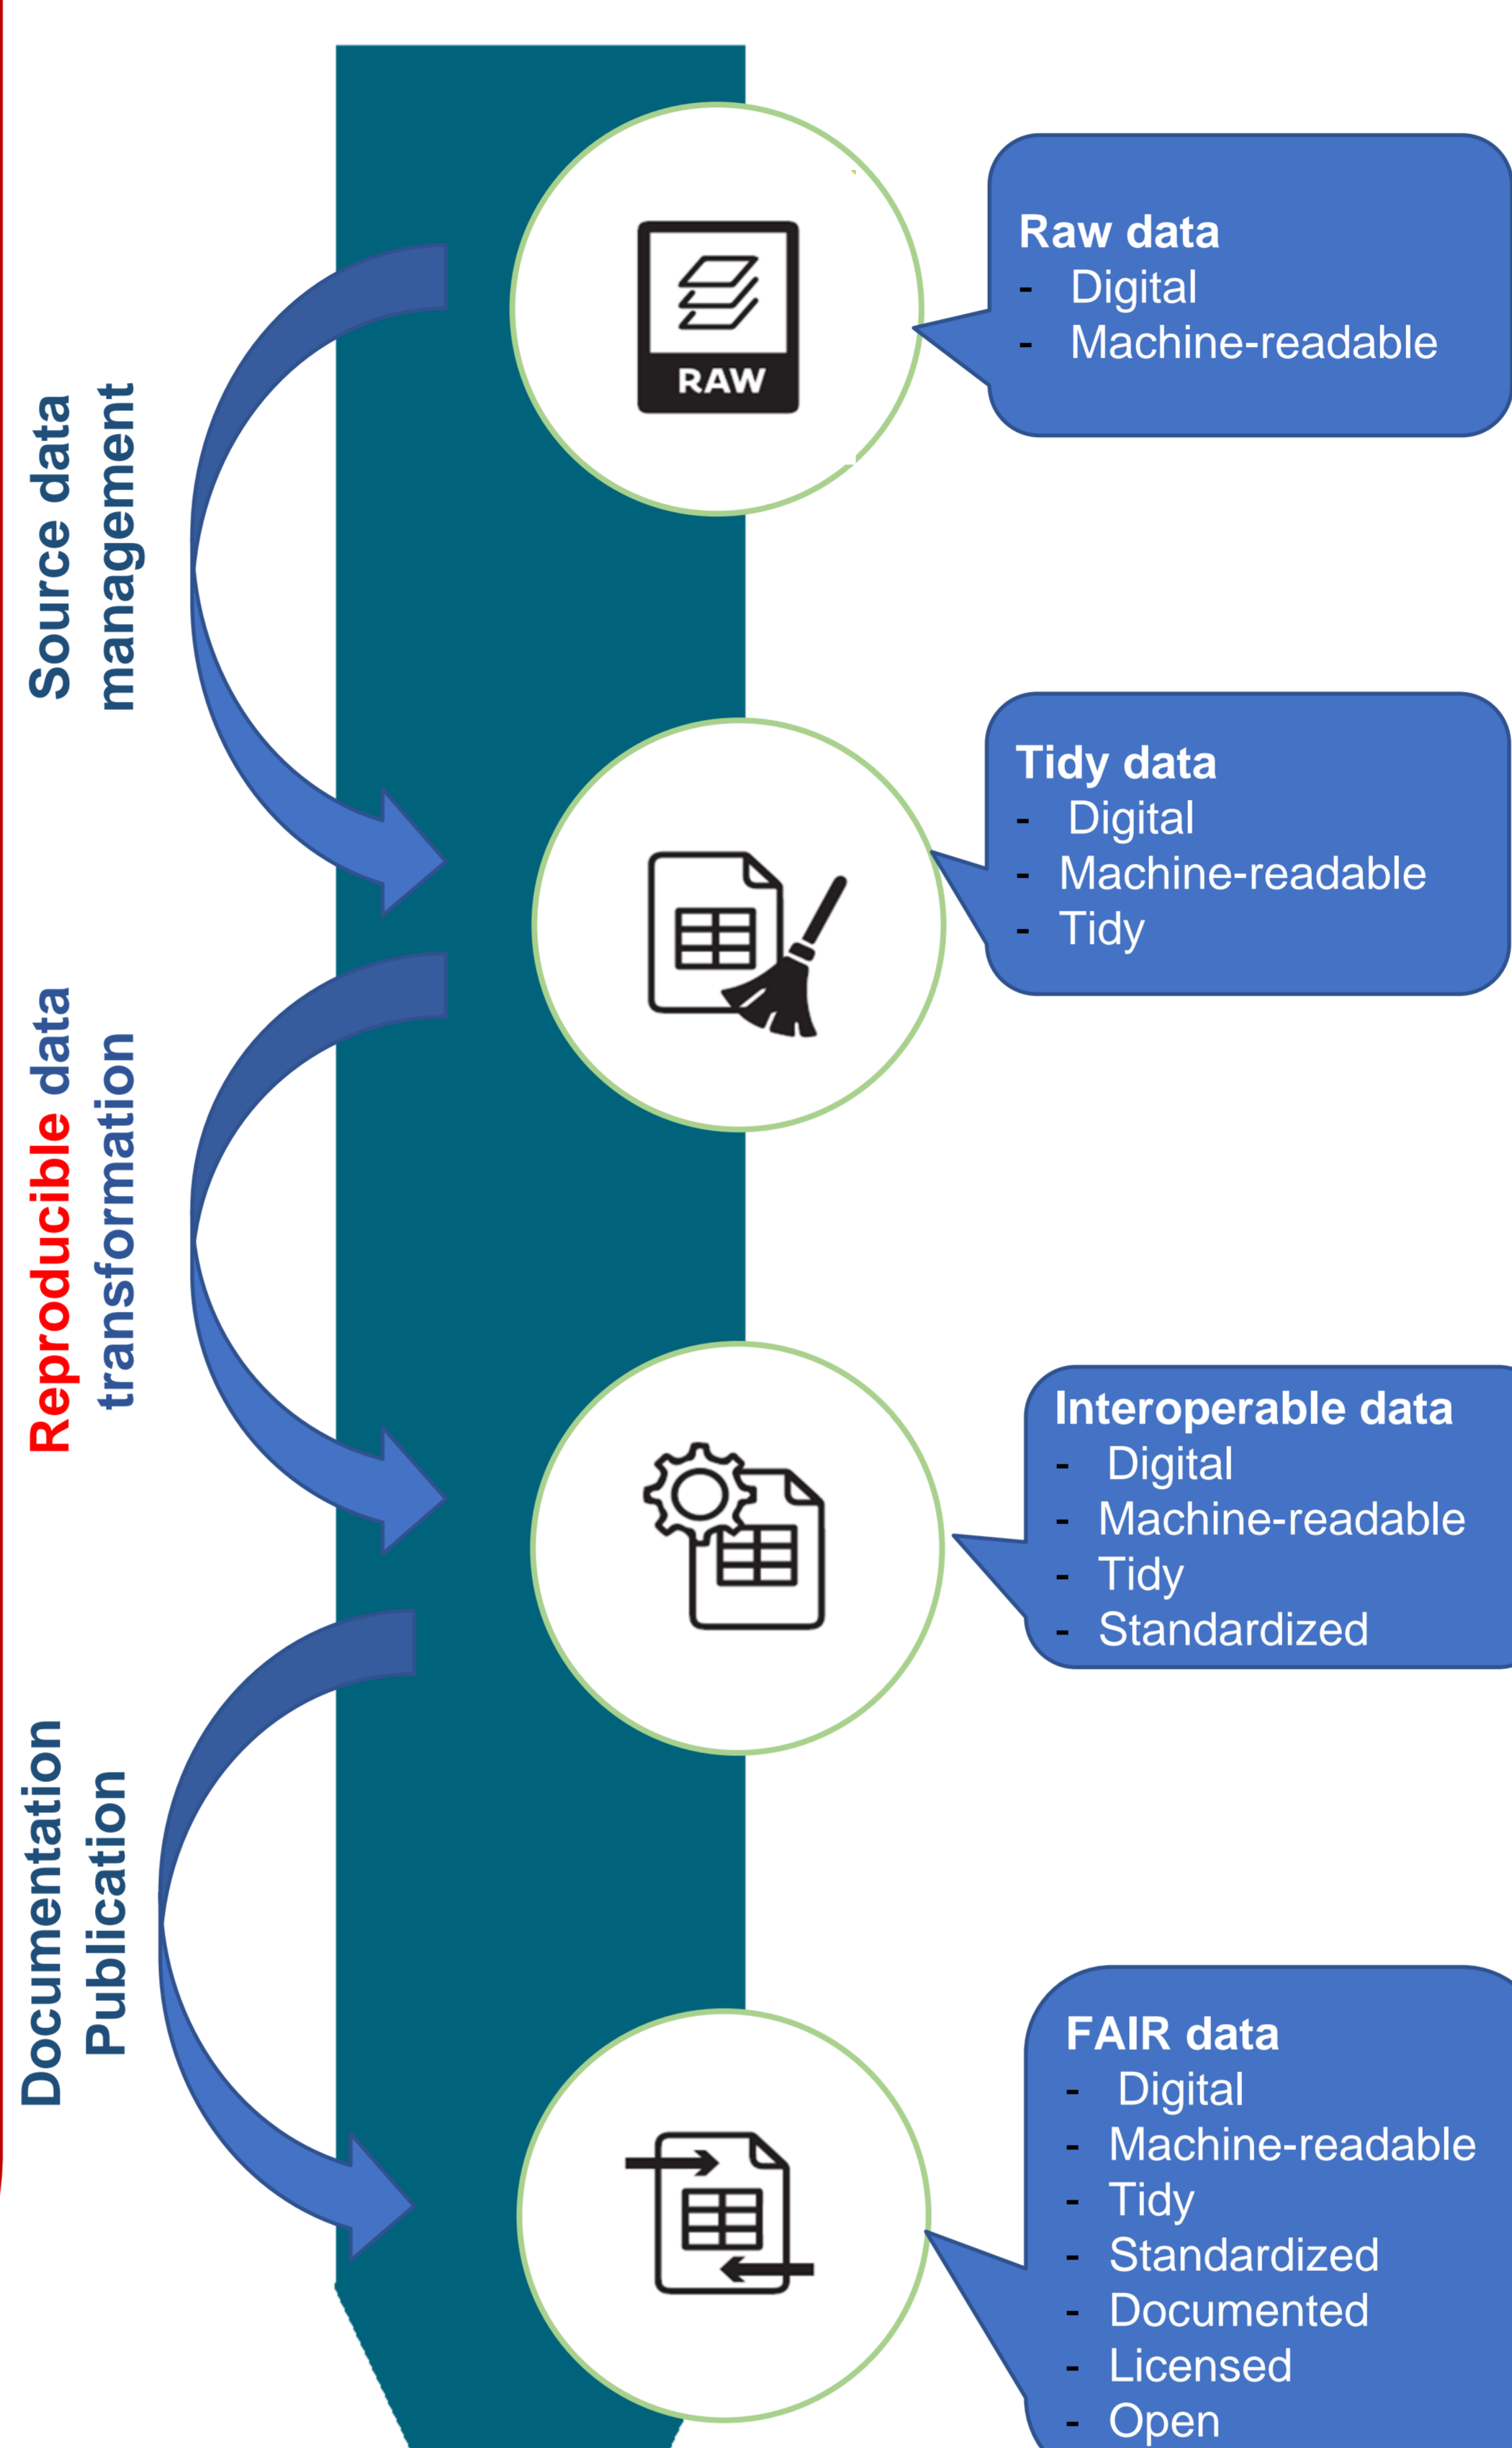 Source data
management
RAW
Raw data
- Digital
- Machine-readable
Reproducible data
transformation
Tidy data
- Digital
- Machine-readable
- Tidy
Interoperable data
- Digital
- Machine-readable
- Tidy
- Standardized
Documentation
Publication
FAIR data
- Digital
- Machine-readable
- Tidy
- Standardized
- Documented
- Licensed
- Open